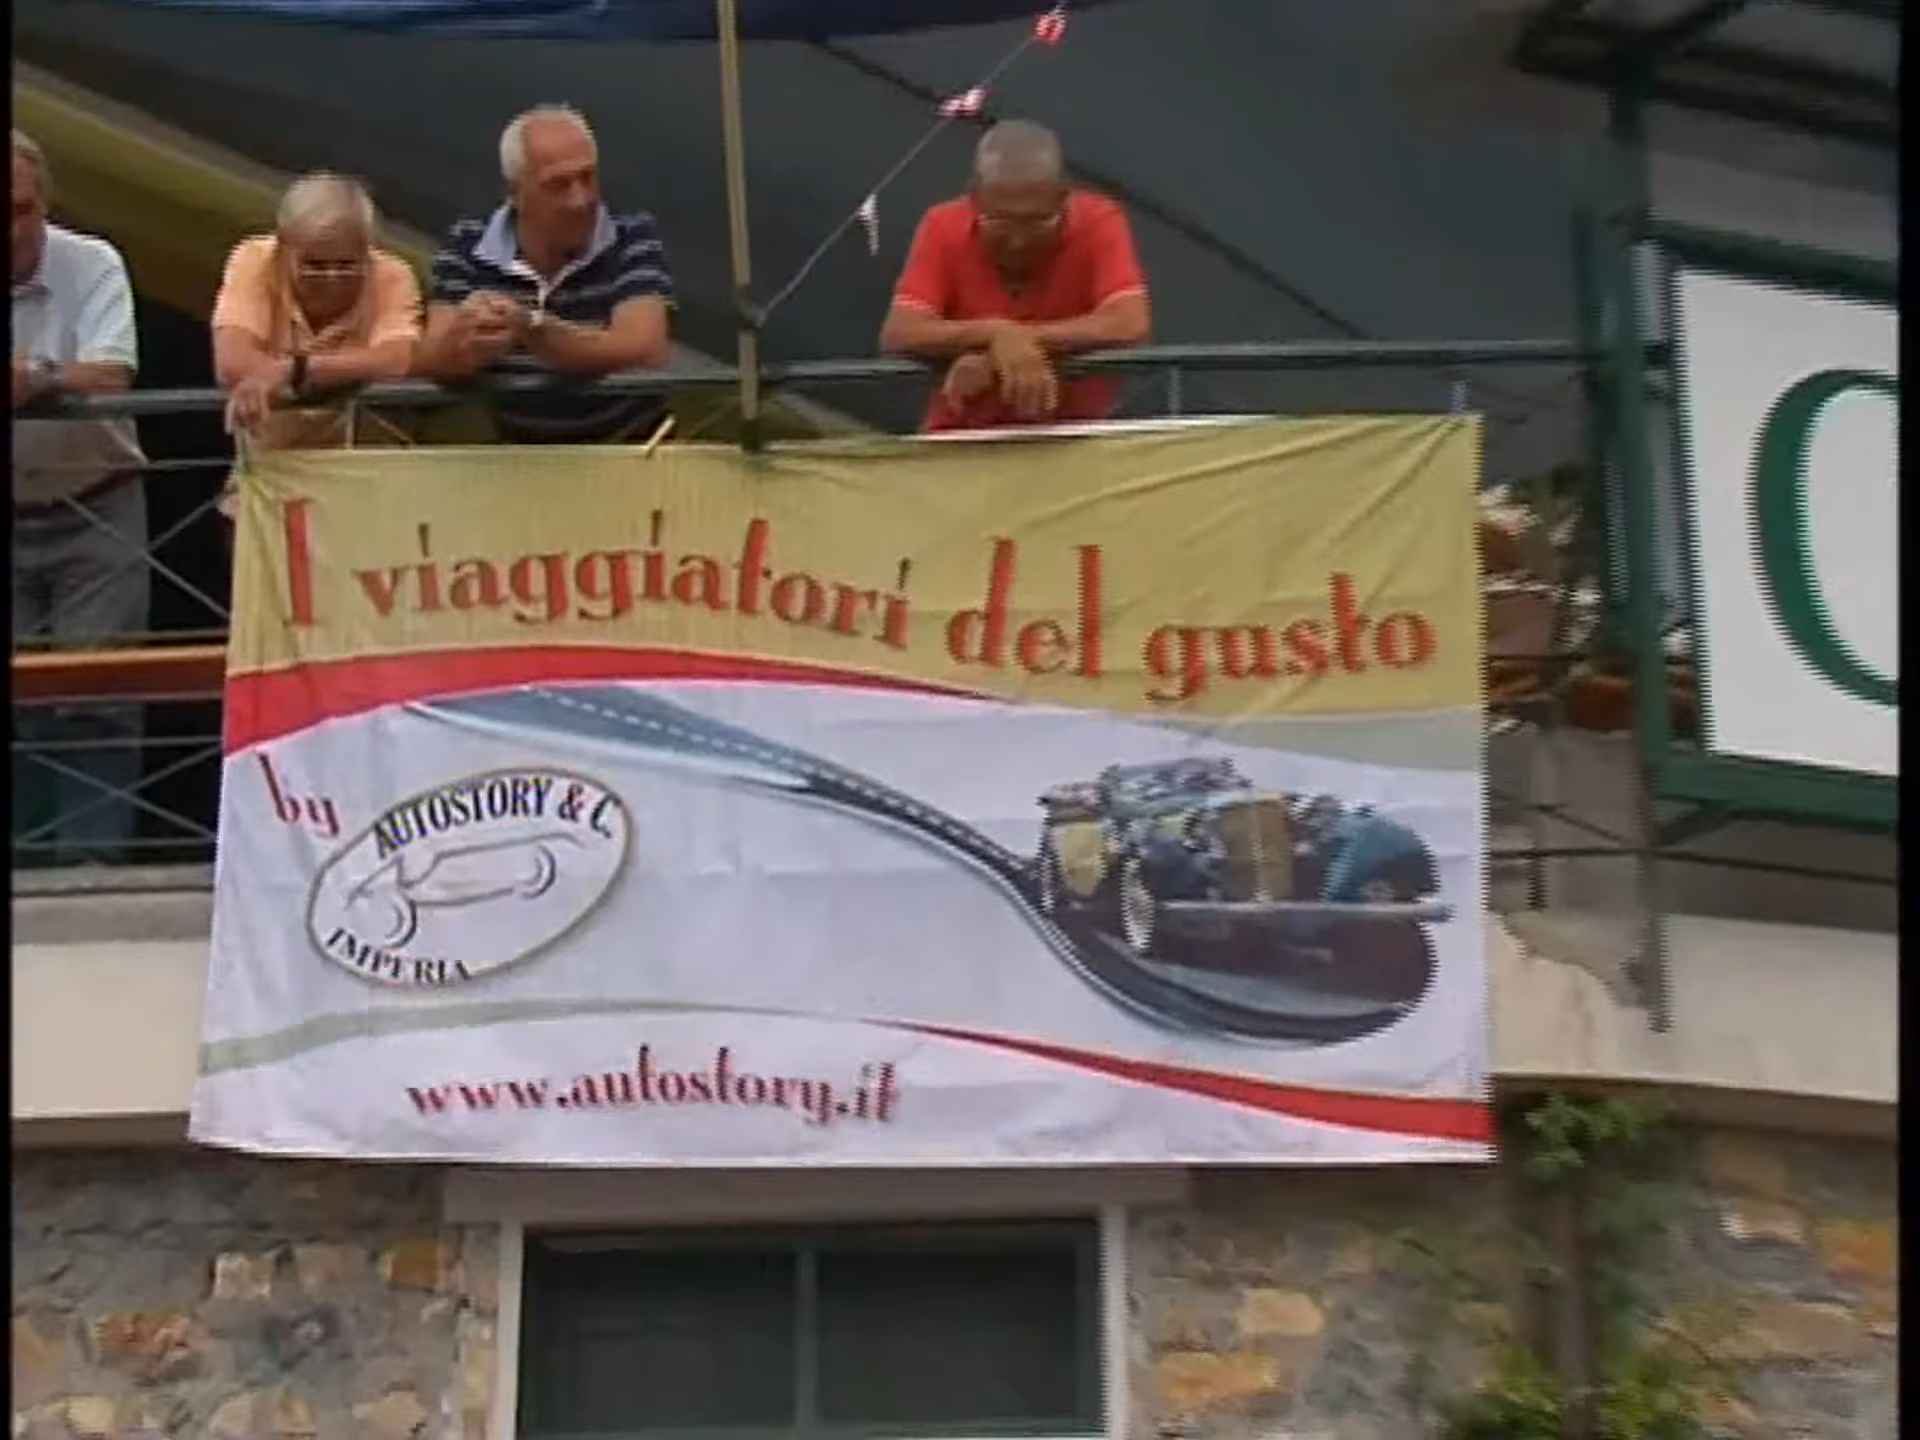 I viaggiatori del gusto
by
AUTOSTORY & C.
IMPERIA
www.autostory.it